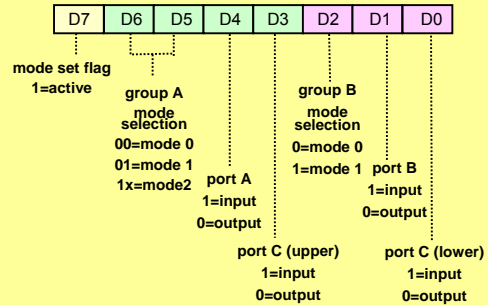 D7 D6 D5 D4 D3 D2 D1 D0
mode set flag
1=active
group A
mode
selection
00=mode 0
01=mode 1
1x=mode2
port A
1=input
0=output
port C (upper)
1=input
0=output
group B
mode
selection
0=mode 0
1=mode 1
port B
1=input
0=output
port C (lower)
1=input
0=output